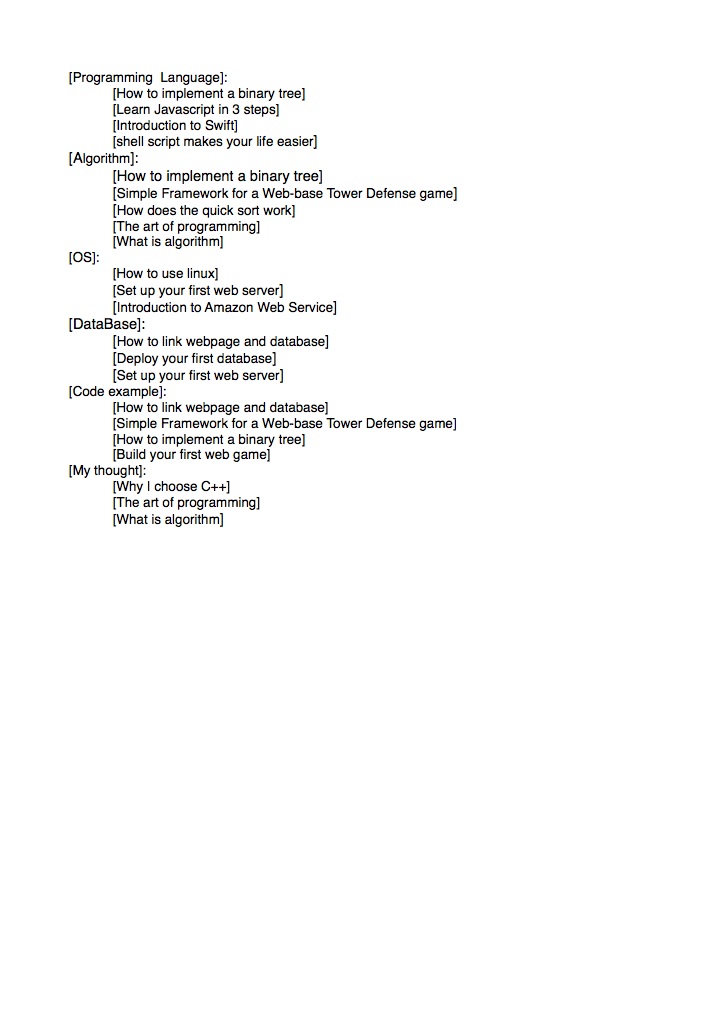 [Programming  Language]:
[How to implement a binary tree]
[Learn Javascript in 3 steps]
[Introduction to Swift]
[shell script makes your life easier]
[Algorithm]:
[How to implement a binary tree]
[Simple Framework for a Web-base Tower Defense game]
[How does the quick sort work]
[The art of programming]
[What is algorithm]
[OS]:
[How to use linux]
[Set up your first web server]
[Introduction to Amazon Web Service]
[DataBase]:
[How to link webpage and database]
[Deploy your first database]
[Set up your first web server]
[Code example]:
[How to link webpage and database]
[Simple Framework for a Web-base Tower Defense game]
[How to implement a binary tree]
[Build your first web game]
[My thought]:
[Why I choose C++]
[The art of programming]
[What is algorithm]